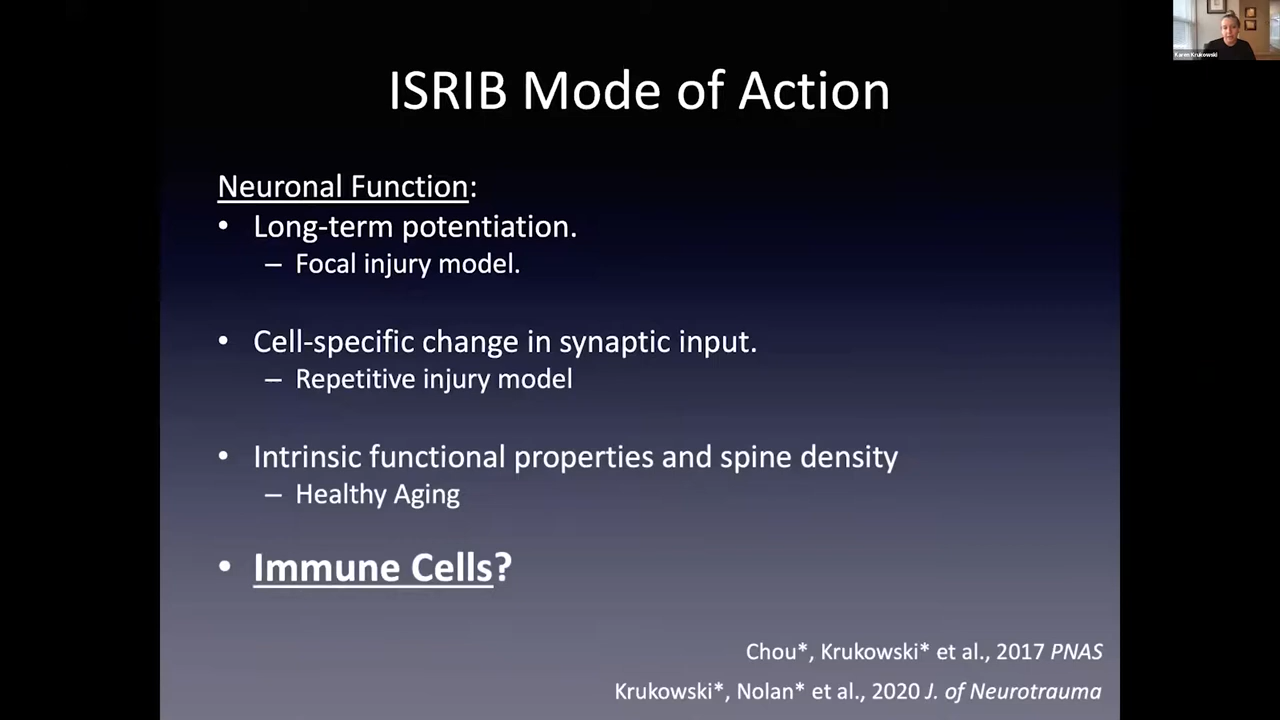 Karen Krukowski
ISRIB Mode of Action
Neuronal Function:
• Long-term potentiation.
– Focal injury model.
• Cell-specific change in synaptic input.
– Repetitive injury model
• Intrinsic functional properties and spine density
– Healthy Aging
• Immune Cells?
Chou*, Krukowski* et al., 2017 PNAS
Krukowski*, Nolan* et al., 2020 J. of Neurotrauma